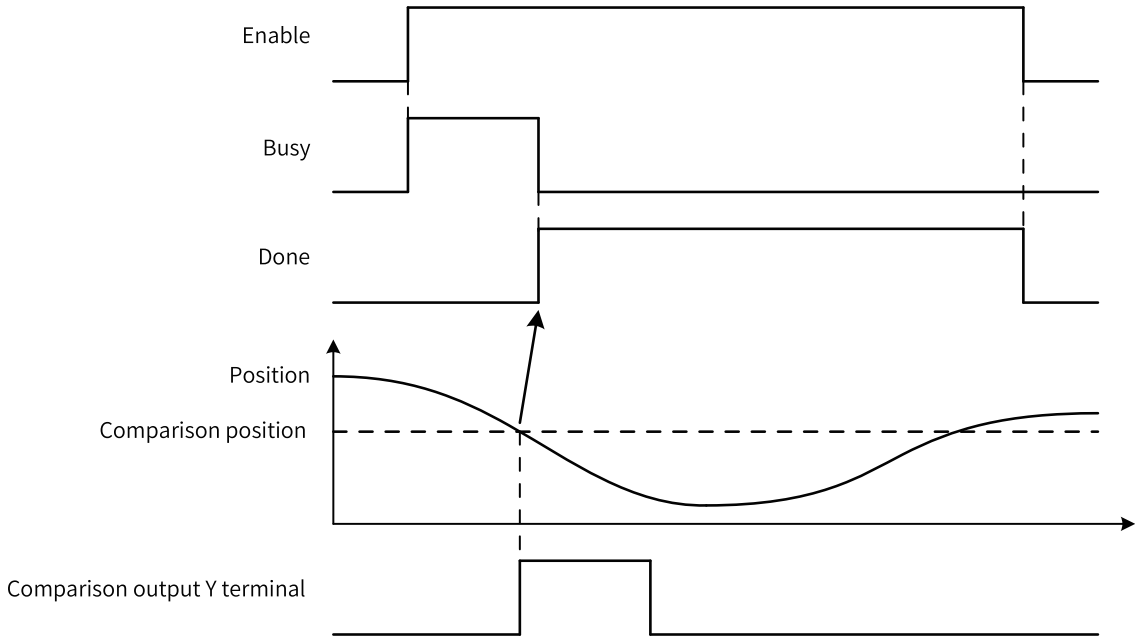 Enable
Busy
Done
Position
Comparison position
Comparison output Y terminal